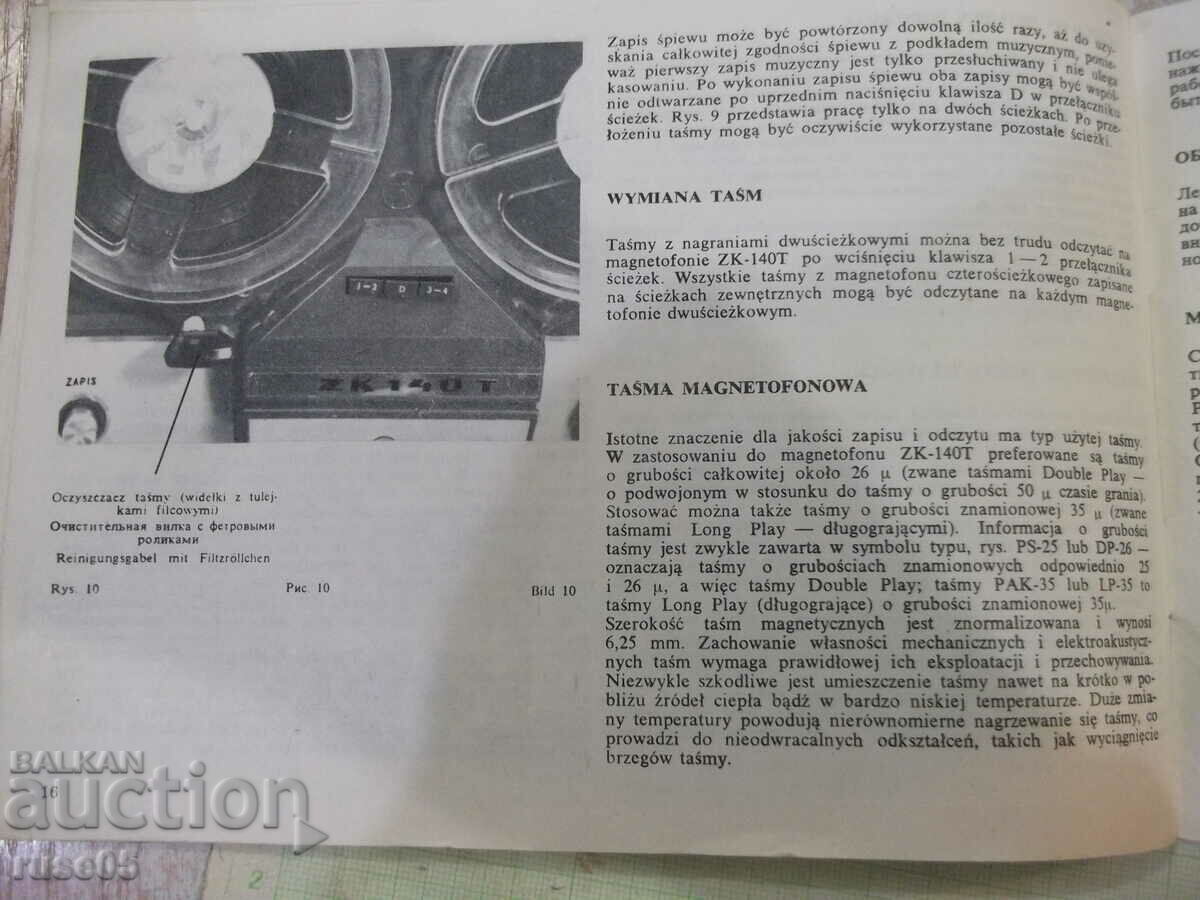 1-2 D 3-4
ZAPIS
ZK 140 T
Oczyszczacz taśmy (widełki z tulej-
kami filcowymi)
Очистительная вилка с фетровыми
роликами
Reinigungsgabel mit Filtzröllchen
Rys. 10 Рис. 10 Bild 10
16
Zapis śpiewu może być powtórzony dowolną ilość razy, aż do uzy-
skania całkowitej zgodności śpiewu z podkładem muzycznym, ponie-
waż pierwszy zapis muzyczny jest tylko przesłuchiwany i nie ulega
kasowaniu. Po wykonaniu zapisu śpiewu oba zapisy mogą być wspól-
nie odtwarzane po uprzednim naciśnięciu klawisza D w przełączniku
ścieżek. Rys. 9 przedstawia pracę tylko na dwóch ścieżkach. Po prze-
łożeniu taśmy mogą być oczywiście wykorzystane pozostałe ścieżki.
WYMIANA TAŚM
Taśmy z nagraniami dwuścieżkowymi można bez trudu odczytać na
magnetofonie ZK-140T po wciśnięciu klawisza 1—2 przełącznika
ścieżek. Wszystkie taśmy z magnetofonu czterościeżkowego zapisane
na ścieżkach zewnętrznych mogą być odczytane na każdym magne-
tofonie dwuścieżkowym.
TAŚMA MAGNETOFONOWA
Istotne znaczenie dla jakości zapisu i odczytu ma typ użytej taśmy.
W zastosowaniu do magnetofonu ZK-140T preferowane są taśmy
o grubości całkowitej około 26 μ (zwane taśmami Double Play —
o podwojonym w stosunku do taśmy o grubości 50 μ czasie grania).
Stosować można także taśmy o grubości znamionowej 35 μ (zwane
taśmami Long Play — długogrającymi). Informacja o grubości
taśmy jest zwykle zawarta w symbolu typu, rys. PS-25 lub DP-26 —
oznaczają taśmy o grubościach znamionowych odpowiednio 25
i 26 μ, a więc taśmy Double Play; taśmy PAK-35 lub LP-35 to
taśmy Long Play (długogrające) o grubości znamionowej 35μ.
Szerokość taśm magnetycznych jest znormalizowana i wynosi
6,25 mm. Zachowanie własności mechanicznych i elektroakustycz-
nych taśm wymaga prawidłowej ich eksploatacji i przechowywania.
Niezwykle szkodliwe jest umieszczenie taśmy nawet na krótko w po-
bliżu źródeł ciepła bądź w bardzo niskiej temperaturze. Duże zmia-
ny temperatury powodują nierównomierne nagrzewanie się taśmy, co
prowadzi do nieodwracalnych odkształceń, takich jak wyciągnięcie
brzegów taśmy.
BALKAN
auction
ruse05
2